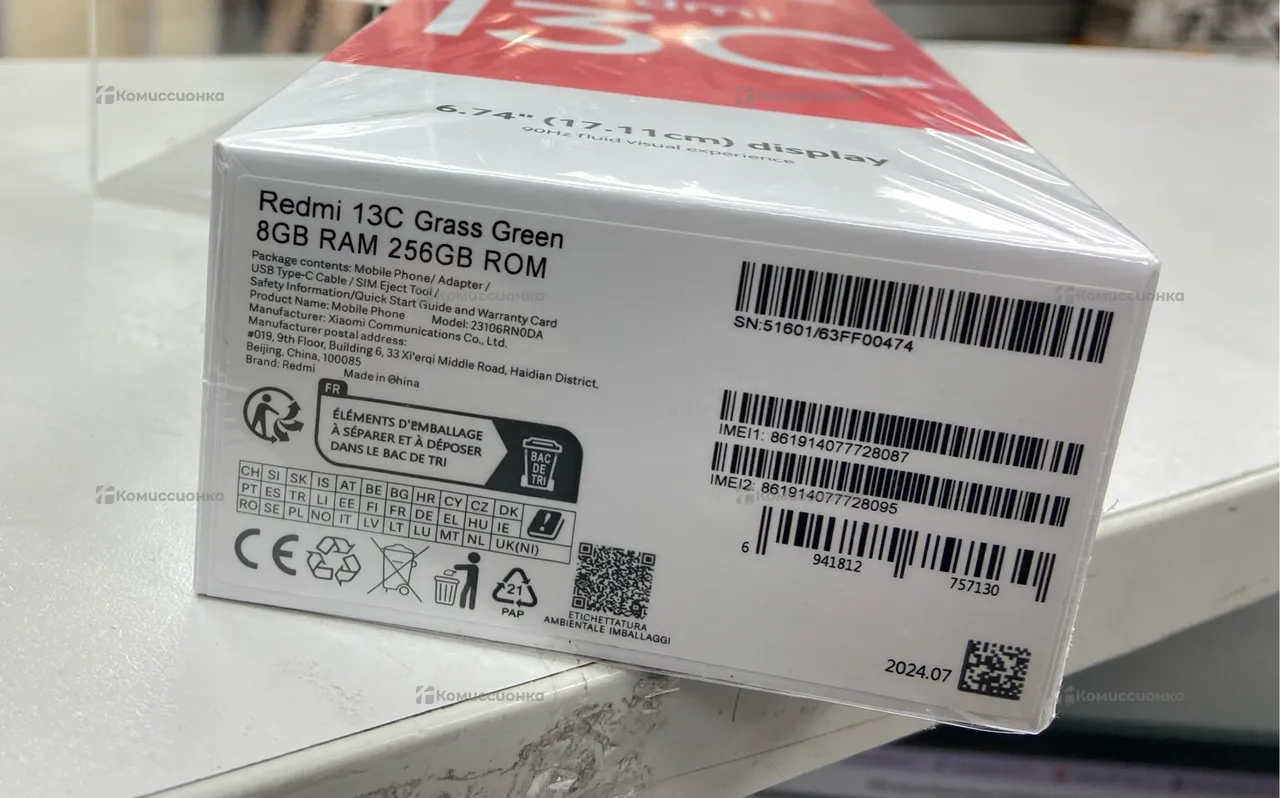 13C
6.74" (17.11cm) display
90Hz fluid visual experience
Redmi 13C Grass Green
8GB RAM 256GB ROM
Package contents: Mobile Phone/ Adapter /
USB Type-C Cable / SIM Eject Tool /
Safety Information/Quick Start Guide and Warranty Card
Product Name: Mobile Phone Model: 23106RN0DA
Manufacturer: Xiaomi Communications Co., Ltd.
Manufacturer postal address:
#019, 9th Floor, Building 6, 33 Xi'erqi Middle Road, Haidian District,
Beijing, China, 100085
Brand: Redmi Made in China
FR
ÉLÉMENTS D'EMBALLAGE
À SÉPARER ET À DÉPOSER
DANS LE BAC DE TRI
BAC
DE
TRI
CH SI SK IS AT BE BG HR CY CZ DK
PT ES TR LI EE FI FR DE EL HU IE
RO SE PL NO IT LV LT LU MT NL UK(NI)
CE
21
PAP
ETICHETTATURA
AMBIENTALE IMBALLAGGI
SN:51601/63FF00474
IMEI1: 861914077728087
IMEI2: 861914077728095
6 941812 757130
2024.07
Комиссионка
Комиссионка
Комиссионка
Комиссионка
Комиссионка
Комиссионка
Комиссионка
Комиссионка